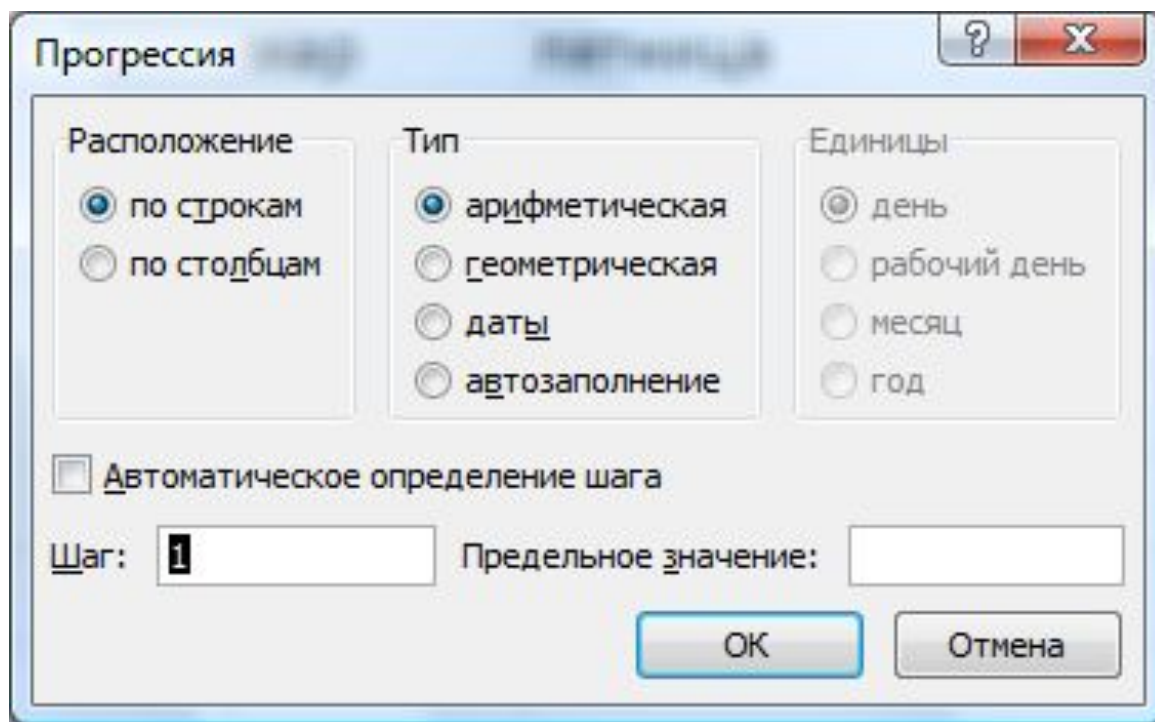 Прогрессия
Расположение
по строкам
по столбцам
Тип
арифметическая
геометрическая
даты
автозаполнение
Единицы
день
рабочий день
месяц
год
Автоматическое определение шага
Шаг: 1
Предельное значение:
ОК
Отмена